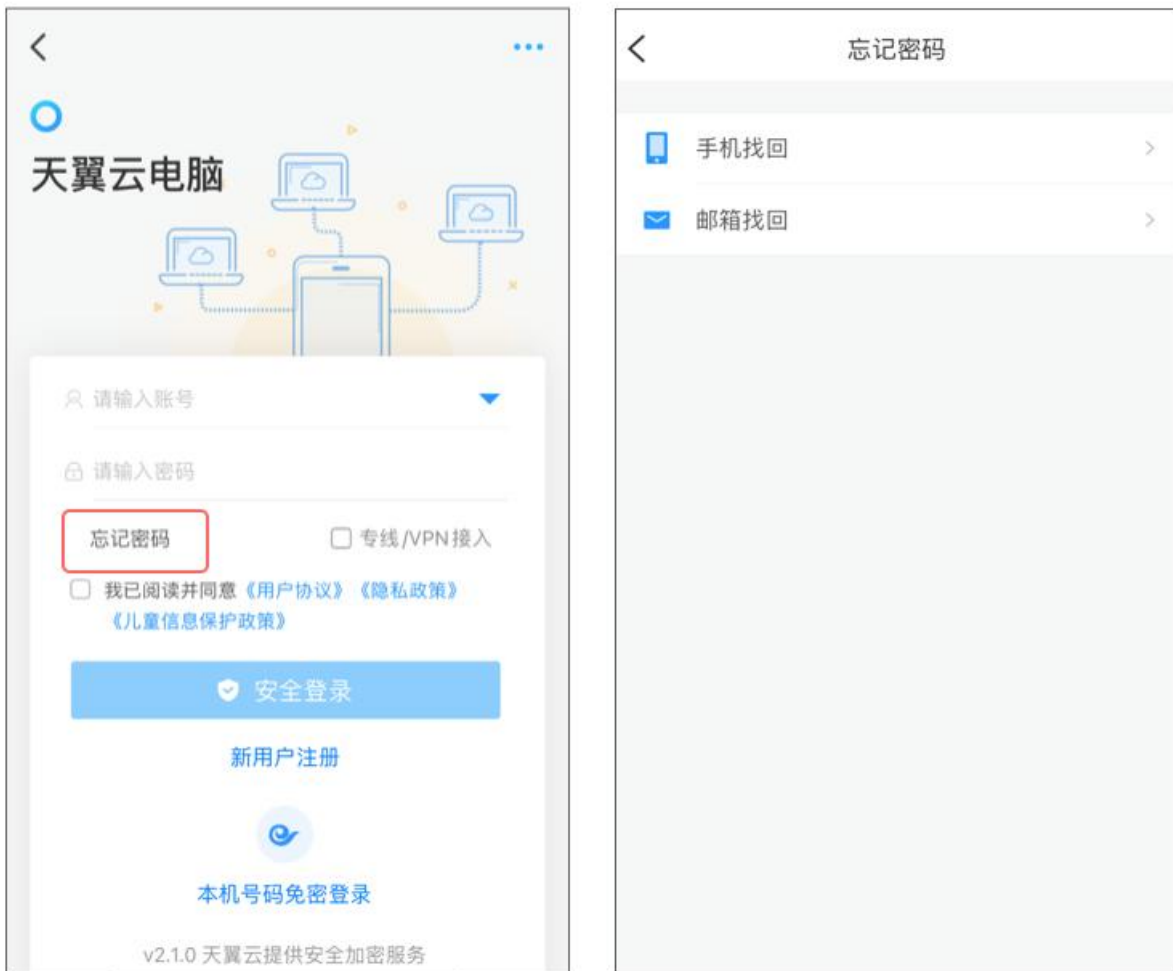 天翼云电脑
请输入账号
请输入密码
忘记密码 专线/VPN接入
我已阅读并同意《用户协议》《隐私政策》
《儿童信息保护政策》
安全登录
新用户注册
本机号码免密登录
v2.1.0 天翼云提供安全加密服务
忘记密码
手机找回
邮箱找回